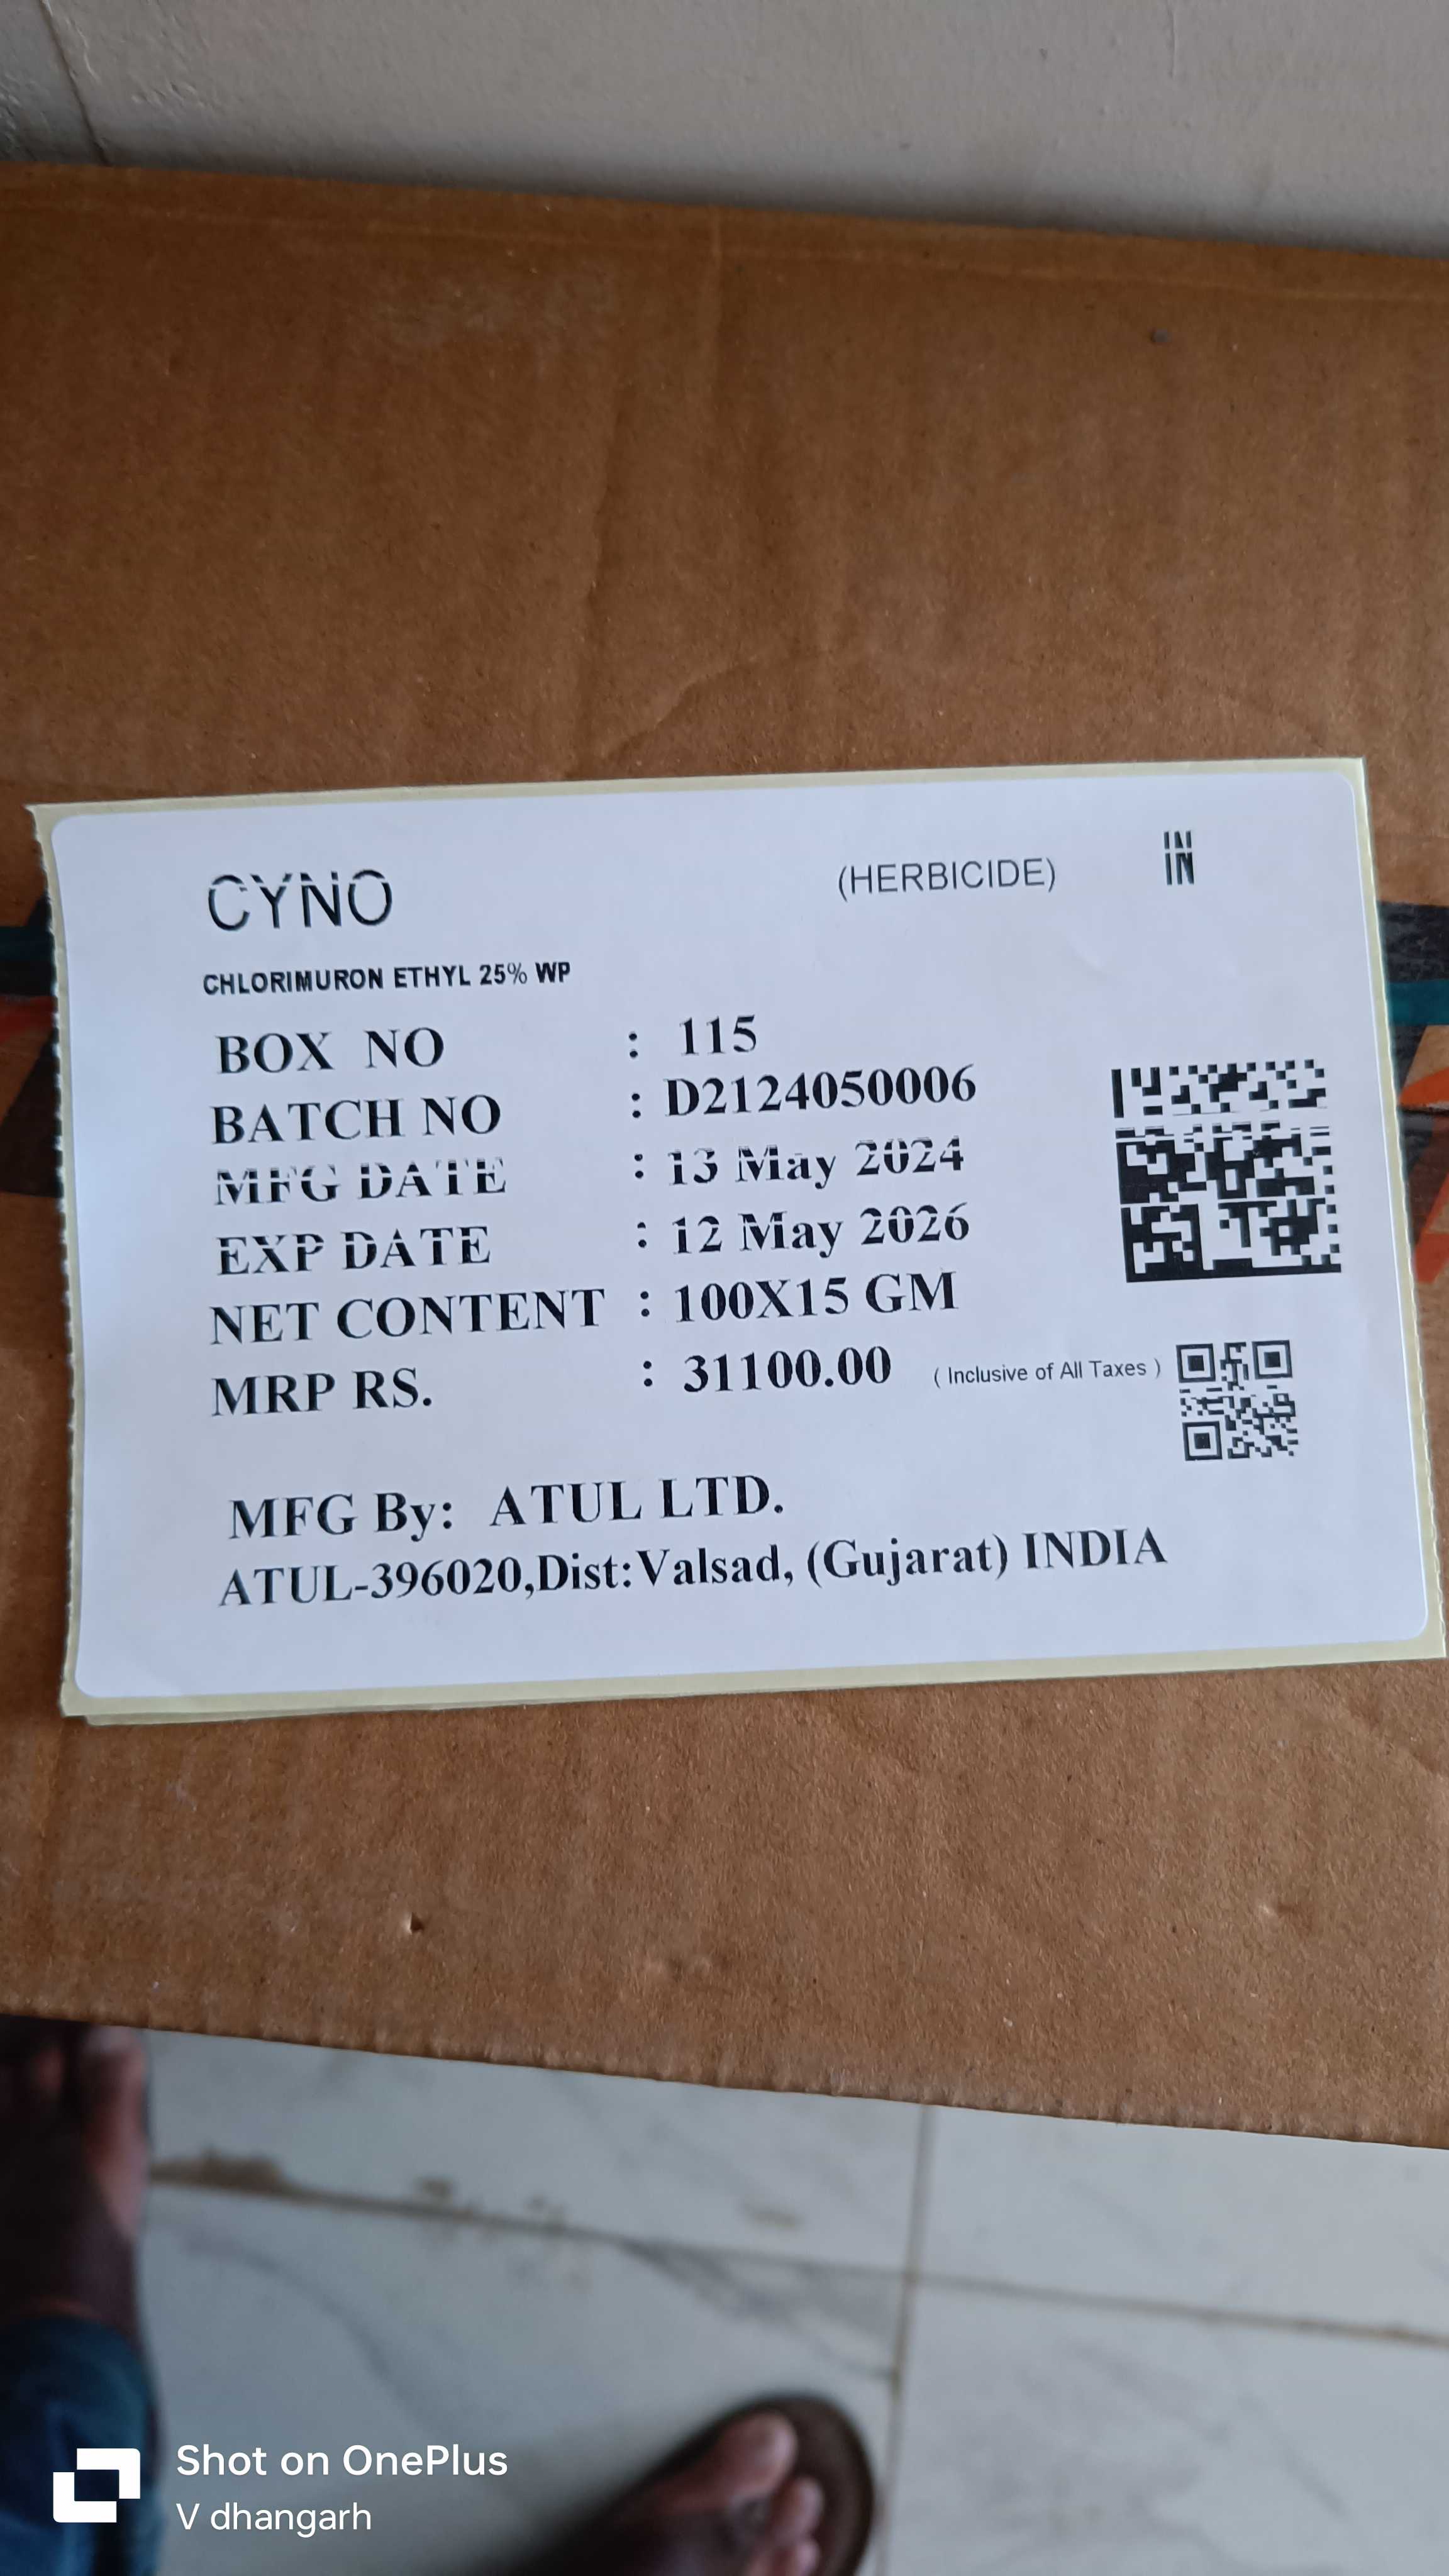 CYNO (HERBICIDE) IN
CHLORIMURON ETHYL 25% WP
BOX NO : 115
BATCH NO : D2124050006
MFG DATE : 13 May 2024
EXP DATE : 12 May 2026
NET CONTENT : 100X15 GM
MRP RS. : 31100.00 ( Inclusive of All Taxes )
MFG By: ATUL LTD.
ATUL-396020,Dist:Valsad, (Gujarat) INDIA
Shot on OnePlus
V dhangarh